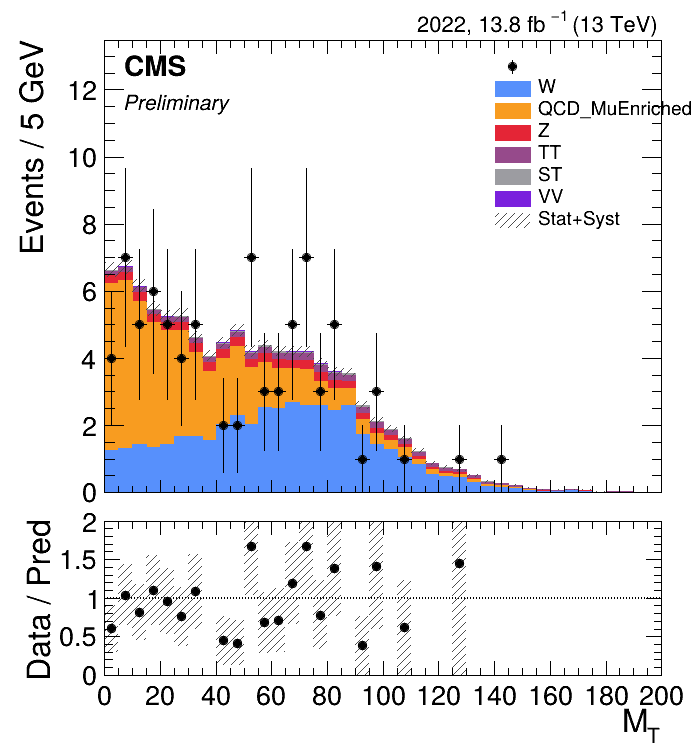 2022, 13.8 fb⁻¹ (13 TeV)
CMS
Preliminary
W
QCD_MuEnriched
Z
TT
ST
VV
Stat+Syst
Events / 5 GeV
12
10
8
6
4
2
0
Data / Pred
2
1.5
1
0.5
0
0 20 40 60 80 100 120 140 160 180 200
M_T